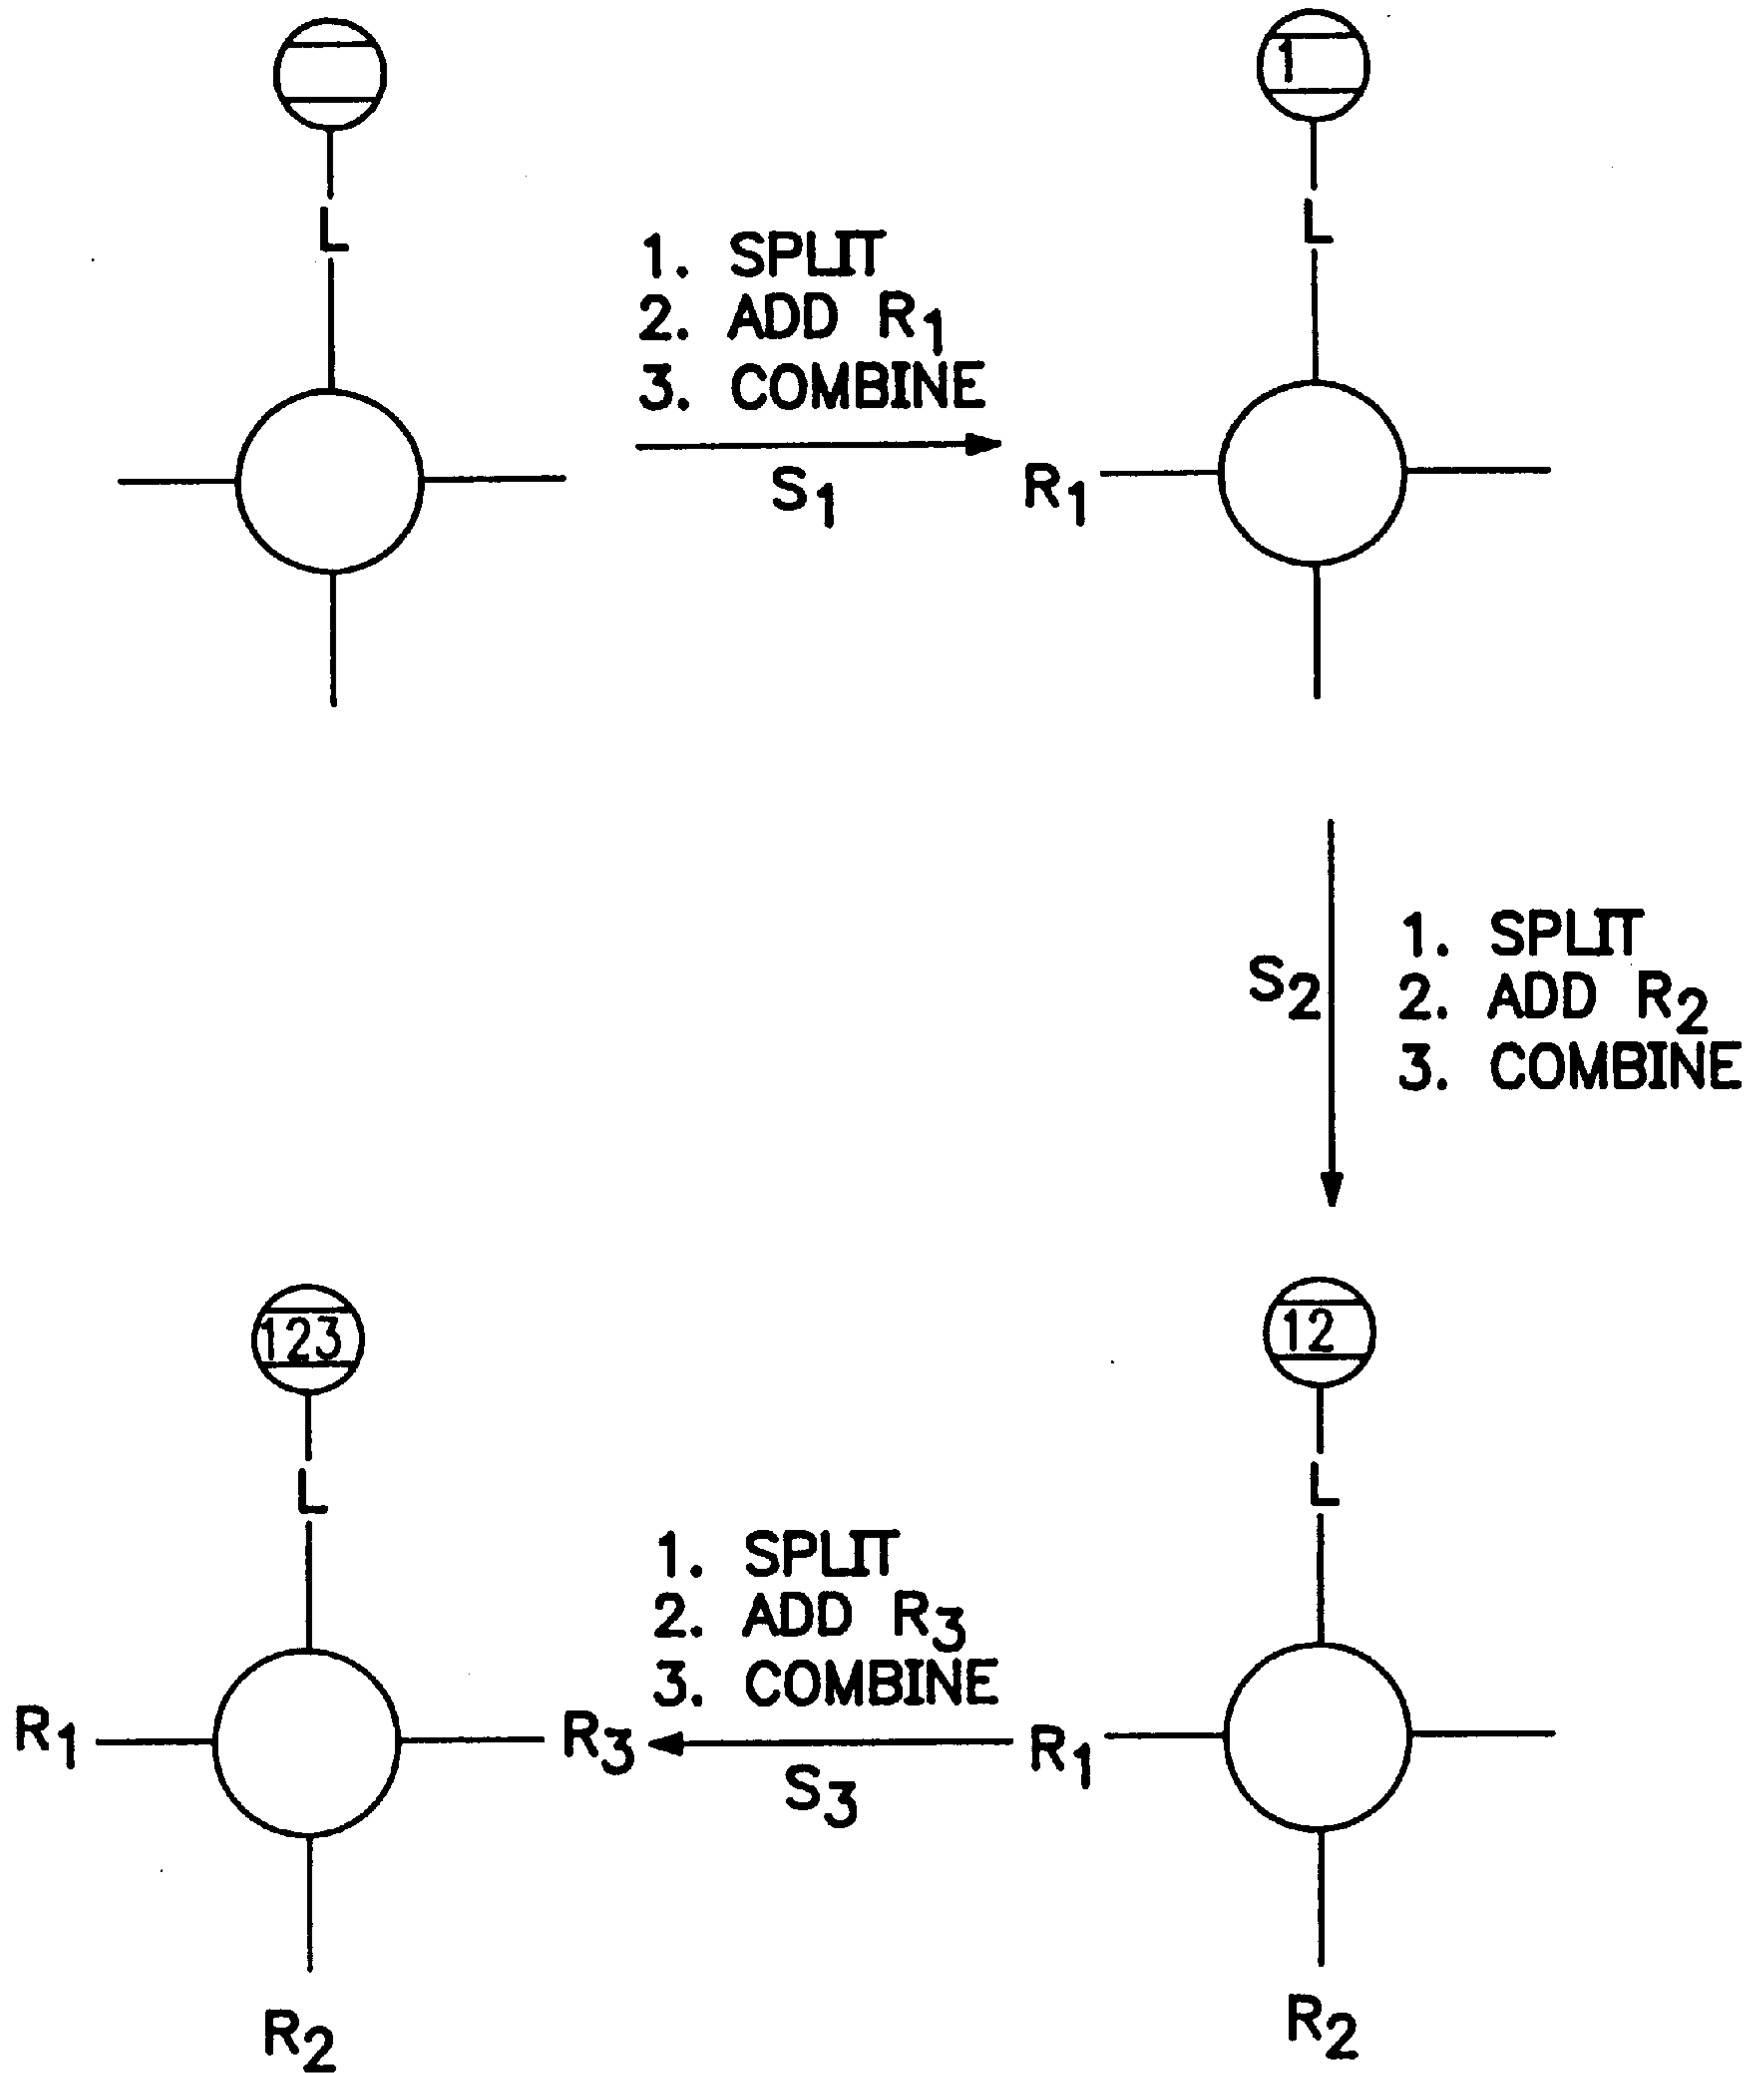 1
L
L
1. SPLIT
2. ADD R1
3. COMBINE
S1
R1
S2
1. SPLIT
2. ADD R2
3. COMBINE
123
12
L
L
1. SPLIT
2. ADD R3
3. COMBINE
R1
R3
S3
R1
R2
R2